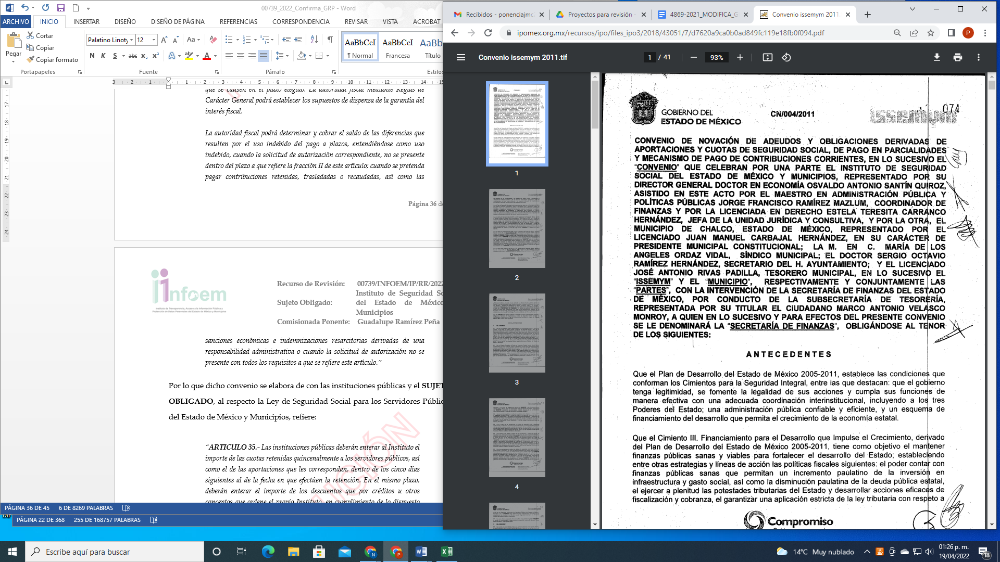 00739_2022_Confirma_GRP - Word
ARCHIVO INICIO INSERTAR DISEÑO DISEÑO DE PÁGINA REFERENCIAS CORRESPONDENCIA REVISAR VISTA ACROBAT
Pegar Cortar
Copiar
Copiar formato
Portapapeles
Palatino Linoty 12
N K S abc x₂ x²
Fuente
Párrafo
AaBbCcI AaBbCcI AaBb
¶ Normal Francesa Título
Estilos
que se causen en el plazo elegido. La autoridad fiscal mediante Reglas de
Carácter General podrá establecer los supuestos de dispensa de la garantía del
interés fiscal.
La autoridad fiscal podrá determinar y cobrar el saldo de las diferencias que
resulten por el uso indebido del pago a plazos, entendiéndose como uso
indebido, cuando la solicitud de autorización correspondiente, no se presente
dentro del plazo a que refiere la fracción II de este artículo; cuando se pretenda
pagar contribuciones retenidas, trasladadas o recaudadas, así como las
Página 36 de
infoem
Instituto de Transparencia, Acceso a la Información Pública y
Protección de Datos Personales del Estado de México y Municipios
Recurso de Revisión: 00739/INFOEM/IP/RR/2022
Instituto de Seguridad So
Sujeto Obligado: del Estado de México
Municipios
Comisionada Ponente: Guadalupe Ramírez Peña
sanciones económicas e indemnizaciones resarcitorias derivadas de una
responsabilidad administrativa o cuando la solicitud de autorización no se
presente con todos los requisitos a que se refiere este artículo.”
Por lo que dicho convenio se elabora de con las instituciones públicas y el SUJET
OBLIGADO, al respecto la Ley de Seguridad Social para los Servidores Públic
del Estado de México y Municipios, refiere:
“ARTICULO 35.- Las instituciones públicas deberán enterar al Instituto el
importe de las cuotas retenidas quincenalmente a los servidores públicos, así
como el de las aportaciones que les correspondan, dentro de los cinco días
siguientes al de la fecha en que efectúen la retención. En el mismo plazo,
deberán enterar el importe de los descuentos que por créditos u otros
conceptos que ordene el propio Instituto, en cumplimiento de lo dispuesto
PÁGINA 36 DE 45 6 DE 8269 PALABRAS
PÁGINA 22 DE 368 255 DE 168757 PALABRAS
Recibidos - ponenciajmc
Proyectos para revisión -
4869-2021_MODIFICA_G
Convenio issemym 2011.
ipomex.org.mx/recursos/ipo/files_ipo3/2018/43051/7/d7620a9ca0b0ad849fc119e18fb0f094.pdf
Convenio issemym 2011.tif 1 / 41 93%
1
2
3
4
GOBIERNO DEL
ESTADO DE MÉXICO
CN/004/2011
issemym
074
CONVENIO DE NOVACIÓN DE ADEUDOS Y OBLIGACIONES DERIVADAS DE
APORTACIONES Y CUOTAS DE SEGURIDAD SOCIAL, DE PAGO EN PARCIALIDADES
Y MECANISMO DE PAGO DE CONTRIBUCIONES CORRIENTES, EN LO SUCESIVO EL
“CONVENIO” QUE CELEBRAN POR UNA PARTE EL INSTITUTO DE SEGURIDAD
SOCIAL DEL ESTADO DE MÉXICO Y MUNICIPIOS, REPRESENTADO POR SU
DIRECTOR GENERAL DOCTOR EN ECONOMÍA OSVALDO ANTONIO SANTÍN QUIROZ,
ASISTIDO EN ESTE ACTO POR EL MAESTRO EN ADMINISTRACIÓN PÚBLICA Y
POLÍTICAS PÚBLICAS JORGE FRANCISCO RAMÍREZ MAZLUM, COORDINADOR DE
FINANZAS Y POR LA LICENCIADA EN DERECHO ESTELA TERESITA CARRANCO
HERNÁNDEZ, JEFA DE LA UNIDAD JURÍDICA Y CONSULTIVA, Y POR LA OTRA, EL
MUNICIPIO DE CHALCO, ESTADO DE MÉXICO, REPRESENTADO POR EL
LICENCIADO JUAN MANUEL CARBAJAL HERNÁNDEZ, EN SU CARÁCTER DE
PRESIDENTE MUNICIPAL CONSTITUCIONAL; LA M. EN C. MARÍA DE LOS
ANGELES ORDAZ VIDAL, SÍNDICO MUNICIPAL; EL DOCTOR SERGIO OCTAVIO
RAMÍREZ HERNÁNDEZ, SECRETARIO DEL H. AYUNTAMIENTO; Y EL LICENCIADO
JOSÉ ANTONIO RIVAS PADILLA, TESORERO MUNICIPAL, EN LO SUCESIVO EL
“ISSEMYM” Y EL “MUNICIPIO”, RESPECTIVAMENTE Y CONJUNTAMENTE LAS
“PARTES”, CON LA INTERVENCIÓN DE LA SECRETARÍA DE FINANZAS DEL ESTADO
DE MÉXICO, POR CONDUCTO DE LA SUBSECRETARÍA DE TESORERÍA,
REPRESENTADA POR SU TITULAR EL CIUDADANO MARCO ANTONIO VELASCO
MONROY, A QUIEN EN LO SUCESIVO Y PARA EFECTOS DEL PRESENTE CONVENIO
SE LE DENOMINARÁ LA “SECRETARÍA DE FINANZAS”, OBLIGÁNDOSE AL TENOR
DE LOS SIGUIENTES:
ANTECEDENTES
Que el Plan de Desarrollo del Estado de México 2005-2011, establece las condiciones que
conforman los Cimientos para la Seguridad Integral, entre las que destacan: que el gobierno
tenga legitimidad, se fomente la legalidad de sus acciones y cumpla sus funciones de
manera efectiva con una adecuada coordinación interinstitucional, incluyendo a los tres
Poderes del Estado; una administración pública confiable y eficiente, y un esquema de
financiamiento del desarrollo que permita el crecimiento de la economía estatal.
Que el Cimiento III. Financiamiento para el Desarrollo que Impulse el Crecimiento, derivado
del Plan de Desarrollo del Estado de México 2005-2011, tiene como objetivo el mantener
finanzas públicas sanas y viables para fortalecer el desarrollo del Estado; estableciendo
entre otras estrategias y líneas de acción las políticas fiscales siguientes: el poder contar con
finanzas públicas sanas que permitan un incremento paulatino de la inversión en
infraestructura y gasto social, así como la disminución paulatina de la deuda pública estatal,
el ejercer a plenitud las potestades tributarias del Estado y desarrollar acciones eficaces de
fiscalización y cobranza, el garantizar una aplicación estricta de la ley tributaria con respeto a
Compromiso
Escribe aquí para buscar
14°C Muy nublado
01:26 p. m.
19/04/2022
18